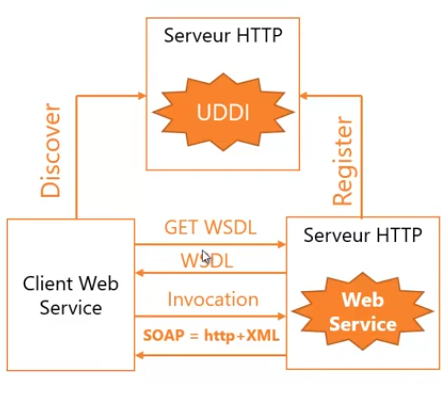 Serveur HTTP
UDDI
Discover
Register
GET WSDL
WSDL
Invocation
SOAP = http+XML
Client Web
Service
Serveur HTTP
Web
Service